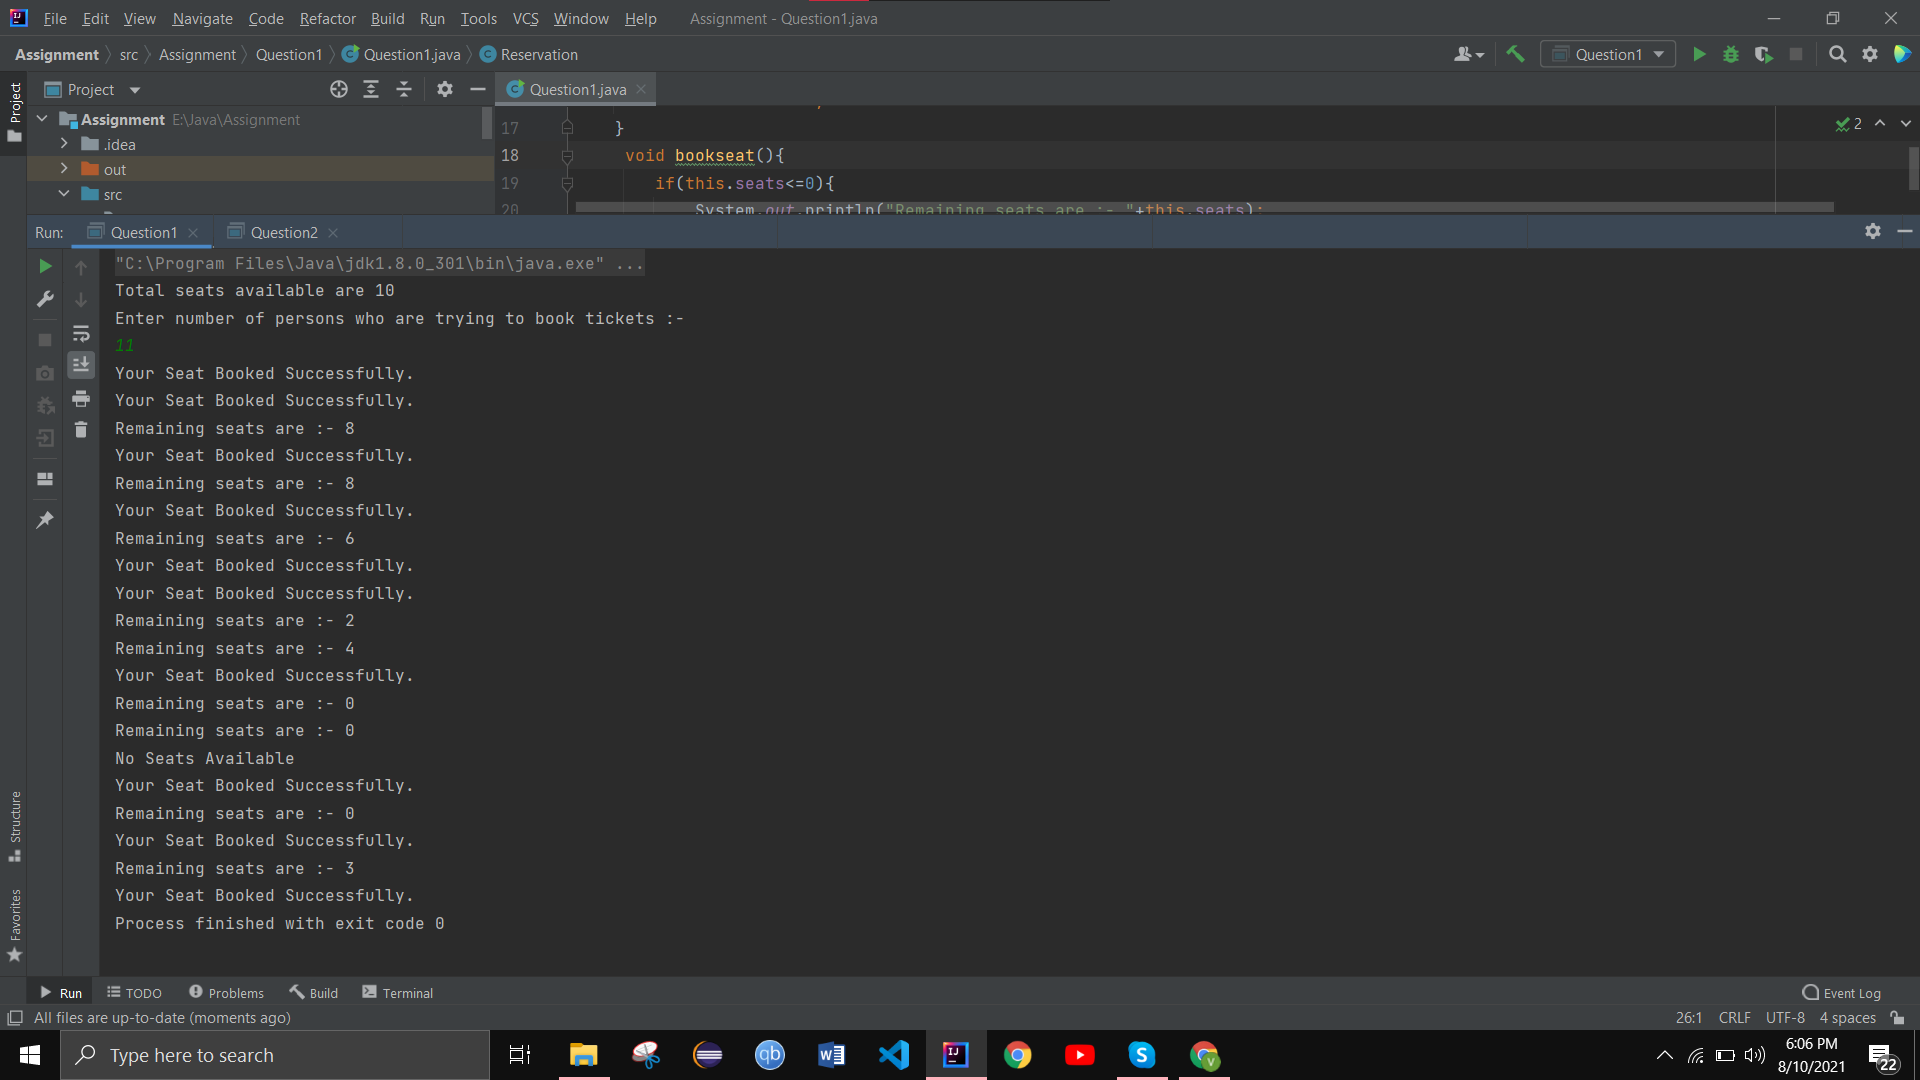 File Edit View Navigate Code Refactor Build Run Tools VCS Window Help Assignment - Question1.java
Assignment src Assignment Question1 Question1.java Reservation Question1
Project Question1.java
Assignment E:\Java\Assignment
.idea
out
src
17 }
18 void bookseat(){
19 if(this.seats<=0){
20 System.out.println("Remaining seats are :- "+this.seats);
2
Project
Run: Question1 Question2
"C:\Program Files\Java\jdk1.8.0_301\bin\java.exe" ...
Total seats available are 10
Enter number of persons who are trying to book tickets :-
11
Your Seat Booked Successfully.
Your Seat Booked Successfully.
Remaining seats are :- 8
Your Seat Booked Successfully.
Remaining seats are :- 8
Your Seat Booked Successfully.
Remaining seats are :- 6
Your Seat Booked Successfully.
Your Seat Booked Successfully.
Remaining seats are :- 2
Remaining seats are :- 4
Your Seat Booked Successfully.
Remaining seats are :- 0
Remaining seats are :- 0
No Seats Available
Your Seat Booked Successfully.
Remaining seats are :- 0
Your Seat Booked Successfully.
Remaining seats are :- 3
Your Seat Booked Successfully.
Process finished with exit code 0
Structure
Favorites
Run TODO Problems Build Terminal Event Log
All files are up-to-date (moments ago) 26:1 CRLF UTF-8 4 spaces
Type here to search
6:06 PM
8/10/2021
22